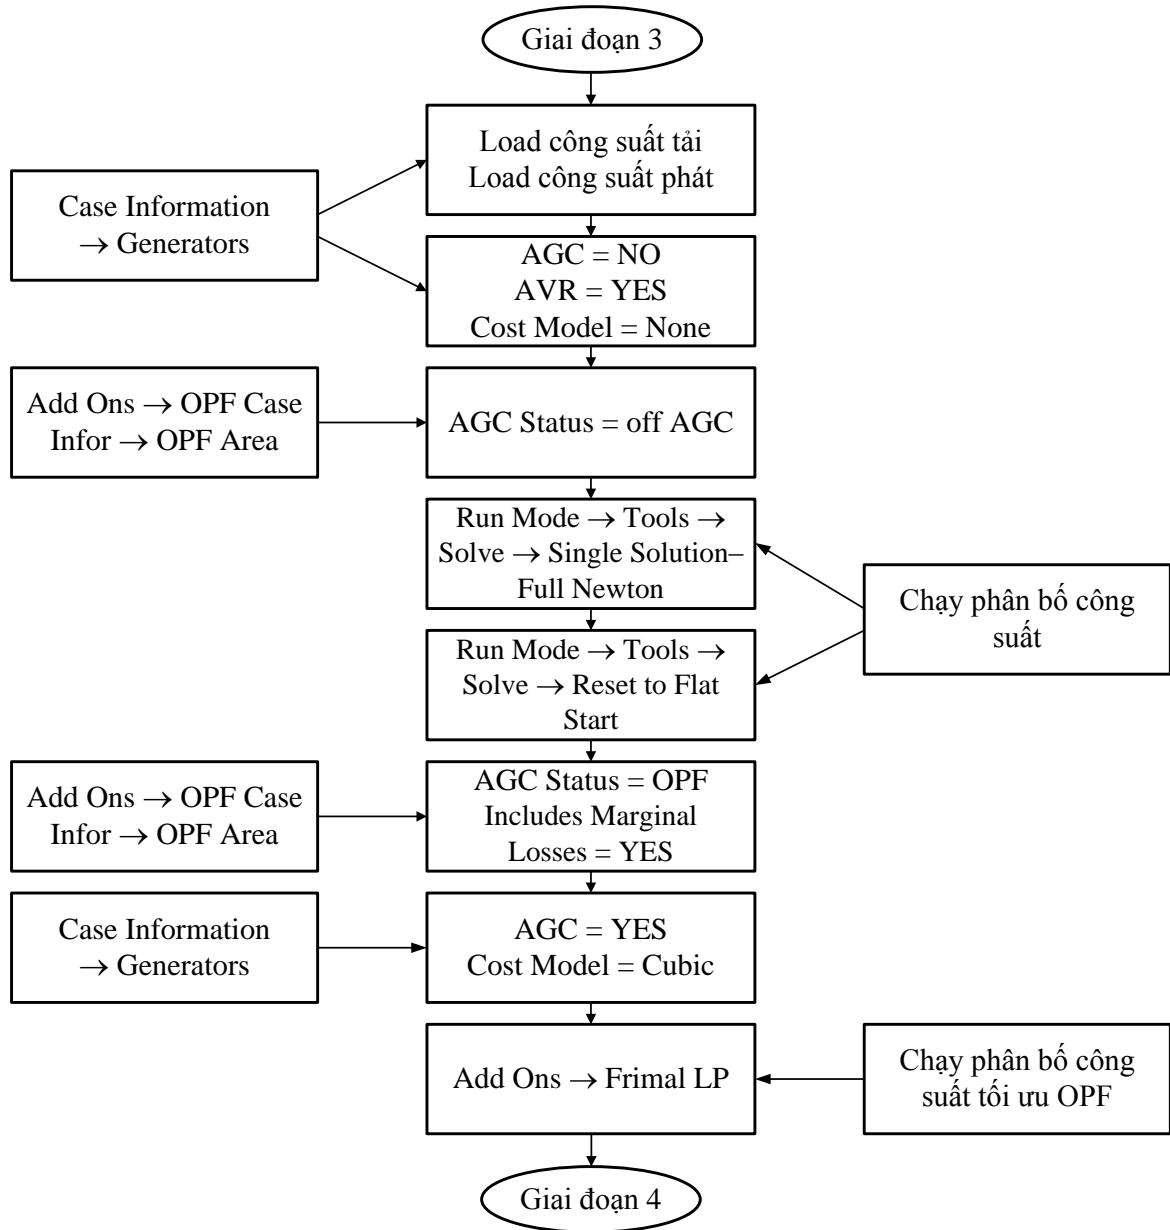 Giai đoạn 3
Load công suất tải
Load công suất phát
Case Information
→ Generators
AGC = NO
AVR = YES
Cost Model = None
Add Ons → OPF Case
Infor → OPF Area
AGC Status = off AGC
Run Mode → Tools →
Solve → Single Solution–
Full Newton
Chạy phân bố công
suất
Run Mode → Tools →
Solve → Reset to Flat
Start
Add Ons → OPF Case
Infor → OPF Area
AGC Status = OPF
Includes Marginal
Losses = YES
Case Information
→ Generators
AGC = YES
Cost Model = Cubic
Add Ons → Frimal LP
Chạy phân bố công
suất tối ưu OPF
Giai đoạn 4